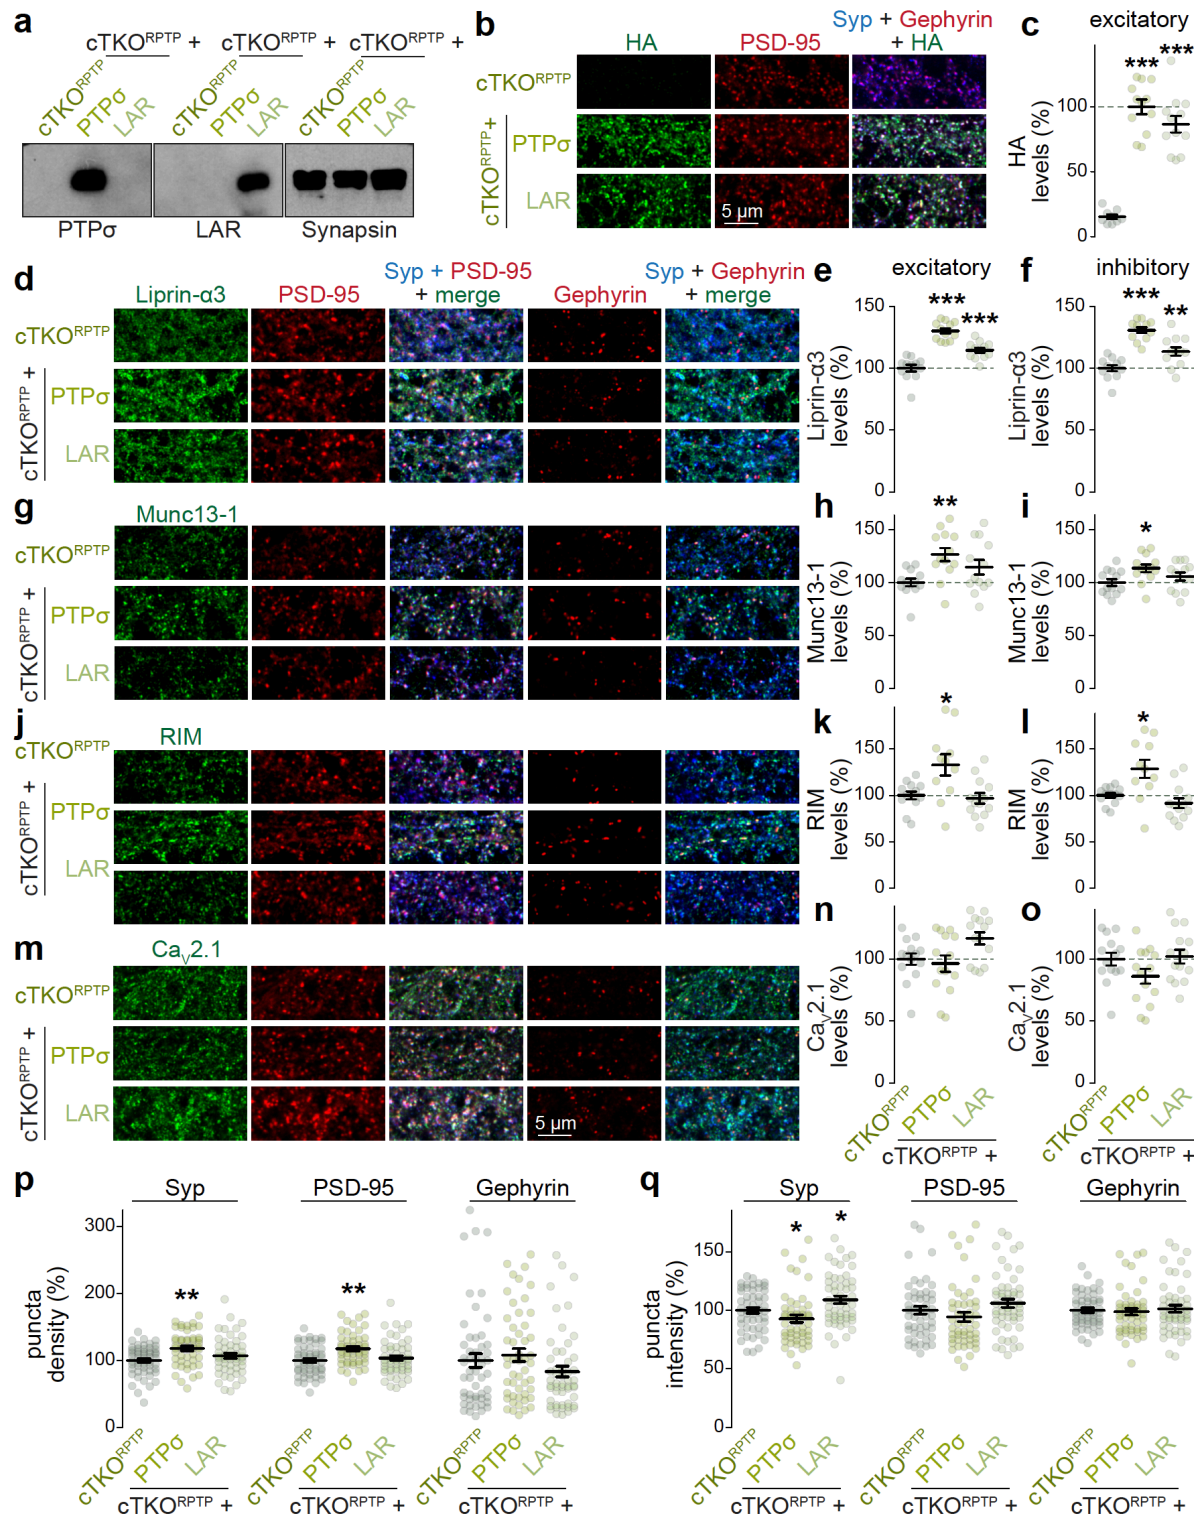 a
cTKO^RPTP + cTKO^RPTP + cTKO^RPTP +
cTKO^RPTP PTPσ LAR cTKO^RPTP PTPσ LAR cTKO^RPTP PTPσ LAR
PTPσ LAR Synapsin
b
Syp + Gephyrin
HA PSD-95 + HA
cTKO^RPTP
cTKO^RPTP +
PTPσ
LAR
5 μm
c
excitatory
HA
levels (%)
100
50
0
***
***
d
Syp + PSD-95 Syp + Gephyrin
Liprin-α3 PSD-95 + merge Gephyrin + merge
cTKO^RPTP
cTKO^RPTP +
PTPσ
LAR
e
excitatory
Liprin-α3
levels (%)
150
100
50
0
***
***
f
inhibitory
Liprin-α3
levels (%)
150
100
50
0
***
**
g
Munc13-1
cTKO^RPTP
cTKO^RPTP +
PTPσ
LAR
h
Munc13-1
levels (%)
150
100
50
0
**
i
Munc13-1
levels (%)
150
100
50
0
*
j
RIM
cTKO^RPTP
cTKO^RPTP +
PTPσ
LAR
k
RIM
levels (%)
150
100
50
0
*
l
RIM
levels (%)
150
100
50
0
*
m
Ca_V2.1
cTKO^RPTP
cTKO^RPTP +
PTPσ
LAR
5 μm
n
Ca_V2.1
levels (%)
150
100
50
0
cTKO^RPTP PTPσ LAR
cTKO^RPTP +
o
Ca_V2.1
levels (%)
150
100
50
0
cTKO^RPTP PTPσ LAR
cTKO^RPTP +
p
Syp PSD-95 Gephyrin
puncta
density (%)
300
200
100
0
** **
cTKO^RPTP PTPσ LAR cTKO^RPTP PTPσ LAR cTKO^RPTP PTPσ LAR
cTKO^RPTP + cTKO^RPTP + cTKO^RPTP +
q
Syp PSD-95 Gephyrin
puncta
intensity (%)
150
100
50
0
* *
cTKO^RPTP PTPσ LAR cTKO^RPTP PTPσ LAR cTKO^RPTP PTPσ LAR
cTKO^RPTP + cTKO^RPTP + cTKO^RPTP +